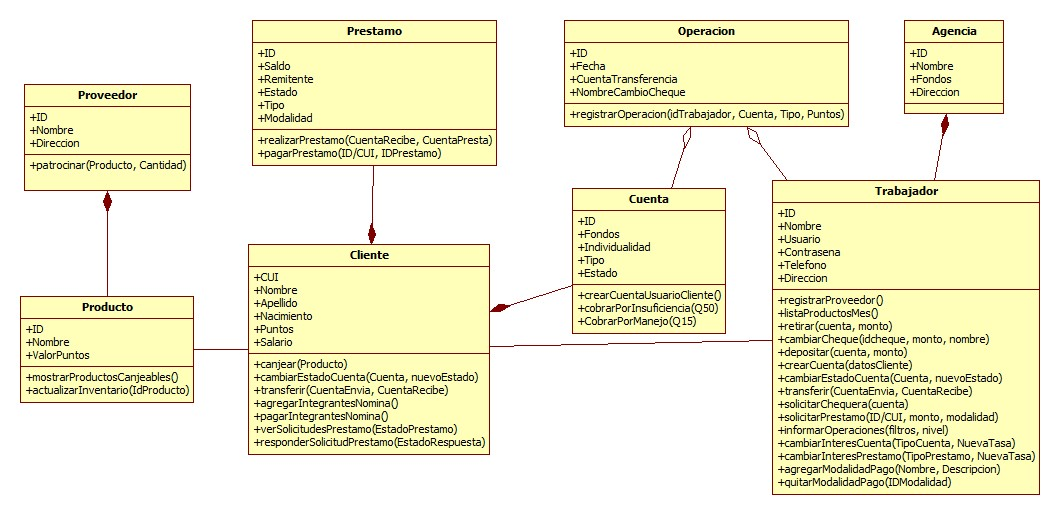 Proveedor
+ID
+Nombre
+Direccion
+patrocinar(Producto, Cantidad)
Prestamo
+ID
+Saldo
+Remitente
+Estado
+Tipo
+Modalidad
+realizarPrestamo(CuentaRecibe, CuentaPresta)
+pagarPrestamo(ID/CUI, IDPrestamo)
Operacion
+ID
+Fecha
+CuentaTransferencia
+NombreCambioCheque
+registrarOperacion(idTrabajador, Cuenta, Tipo, Puntos)
Agencia
+ID
+Nombre
+Fondos
+Direccion
Producto
+ID
+Nombre
+ValorPuntos
+mostrarProductosCanjeables()
+actualizarInventario(IdProducto)
Cliente
+CUI
+Nombre
+Apellido
+Nacimiento
+Puntos
+Salario
+canjear(Producto)
+cambiarEstadoCuenta(Cuenta, nuevoEstado)
+transferir(CuentaEnvia, CuentaRecibe)
+agregarIntegrantesNomina()
+pagarIntegrantesNomina()
+verSolicitudesPrestamo(EstadoPrestamo)
+responderSolicitudPrestamo(EstadoRespuesta)
Cuenta
+ID
+Fondos
+Individualidad
+Tipo
+Estado
+crearCuentaUsuarioCliente()
+cobrarPorInsuficiencia(Q50)
+CobrarPorManejo(Q15)
Trabajador
+ID
+Nombre
+Usuario
+Contrasena
+Telefono
+Direccion
+registrarProveedor()
+listaProductosMes()
+retirar(cuenta, monto)
+cambiarCheque(idcheque, monto, nombre)
+depositar(cuenta, monto)
+crearCuenta(datosCliente)
+cambiarEstadoCuenta(Cuenta, nuevoEstado)
+transferir(CuentaEnvia, CuentaRecibe)
+solicitarChequera(cuenta)
+solicitarPrestamo(ID/CUI, monto, modalidad)
+informarOperaciones(filtros, nivel)
+cambiarInteresCuenta(TipoCuenta, NuevaTasa)
+cambiarInteresPrestamo(TipoPrestamo, NuevaTasa)
+agregarModalidadPago(Nombre, Descripcion)
+quitarModalidadPago(IDModalidad)